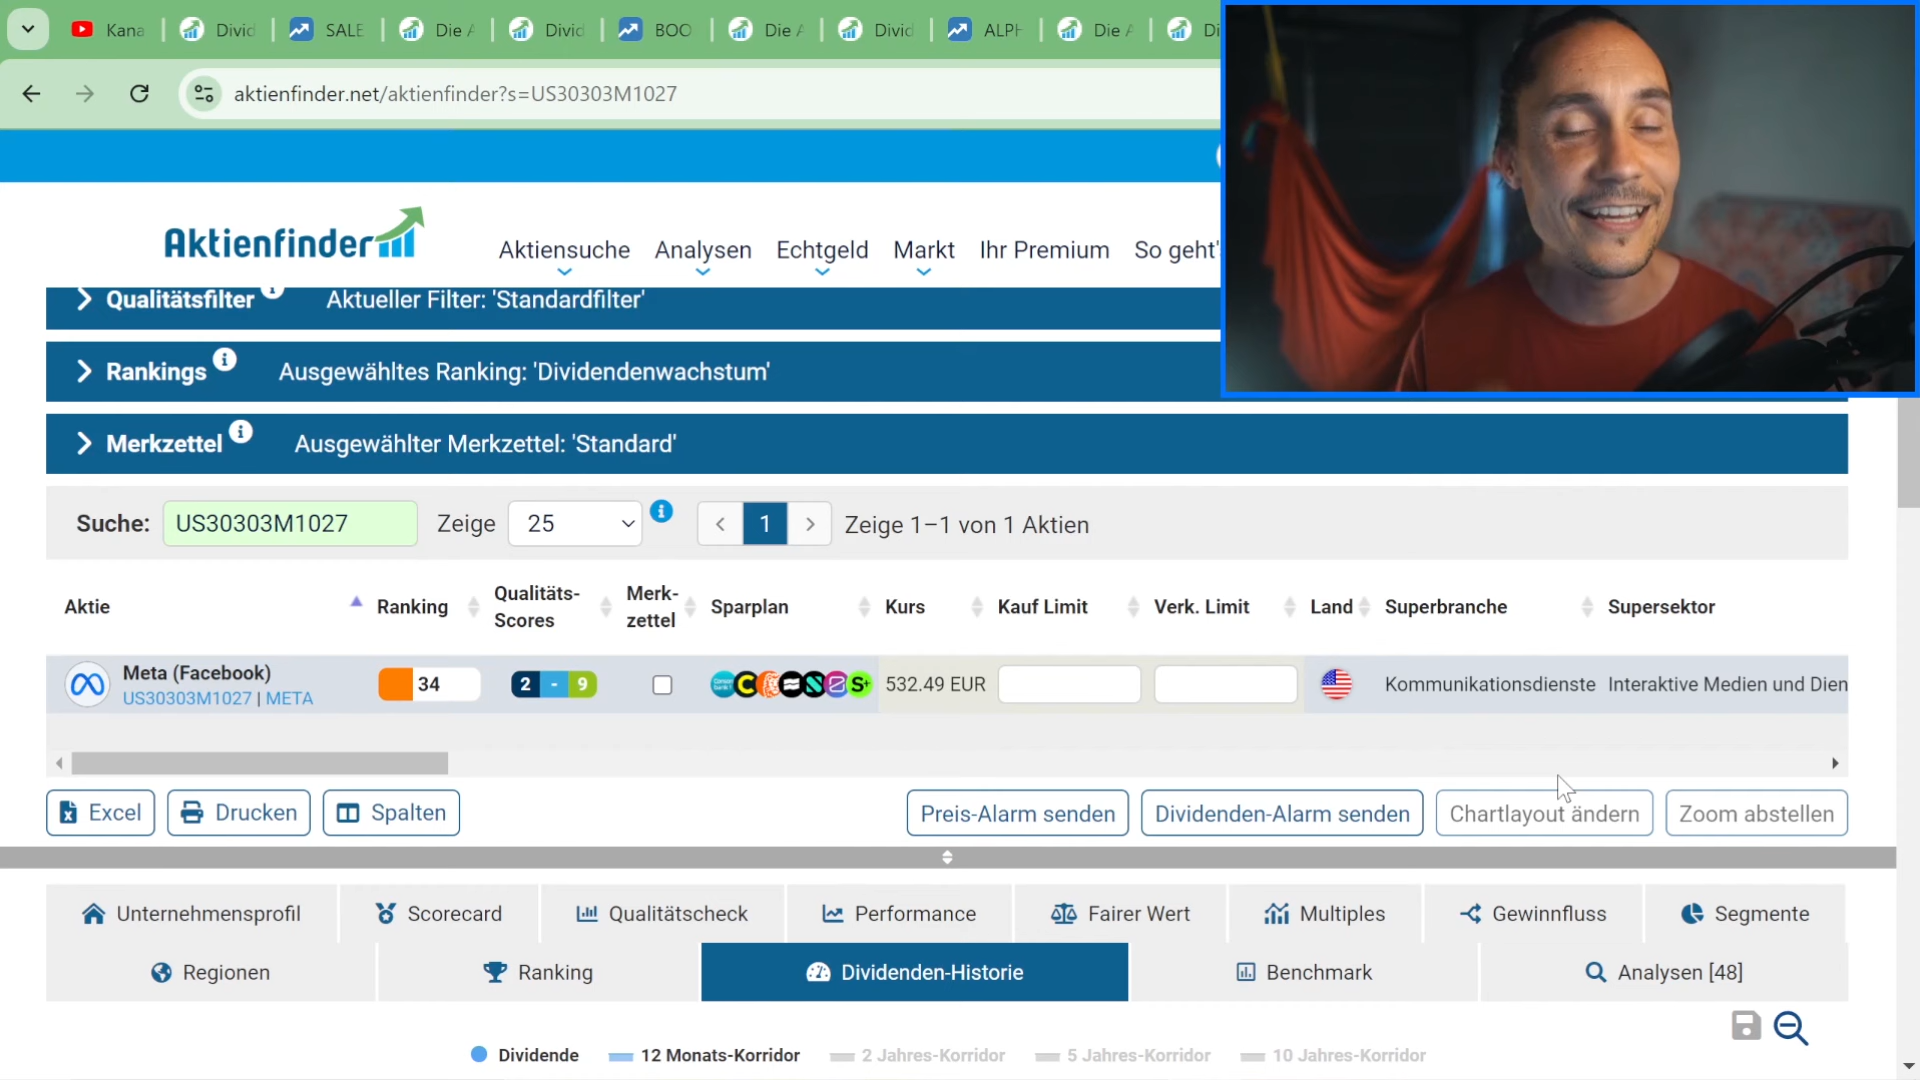 Kana
Divid
SALE
Die A
Divid
BOO
Die A
Divid
ALPH
Die A
Di
aktienfinder.net/aktienfinder?s=US30303M1027
Aktienfinder
Aktiensuche
Analysen
Echtgeld
Markt
Ihr Premium
So geht'
Qualitätsfilter Aktueller Filter: 'Standardfilter'
Rankings Ausgewähltes Ranking: 'Dividendenwachstum'
Merkzettel Ausgewählter Merkzettel: 'Standard'
Suche: US30303M1027 Zeige 25 1 Zeige 1–1 von 1 Aktien
Aktie Ranking Qualitäts-Scores Merk-zettel Sparplan Kurs Kauf Limit Verk. Limit Land Superbranche Supersektor
Meta (Facebook) 34 2 - 9 532.49 EUR Kommunikationsdienste Interaktive Medien und Dien
US30303M1027 | META
Excel Drucken Spalten Preis-Alarm senden Dividenden-Alarm senden Chartlayout ändern Zoom abstellen
Unternehmensprofil Scorecard Qualitätscheck Performance Fairer Wert Multiples Gewinnfluss Segmente
Regionen Ranking Dividenden-Historie Benchmark Analysen [48]
Dividende 12 Monats-Korridor 2 Jahres-Korridor 5 Jahres-Korridor 10 Jahres-Korridor